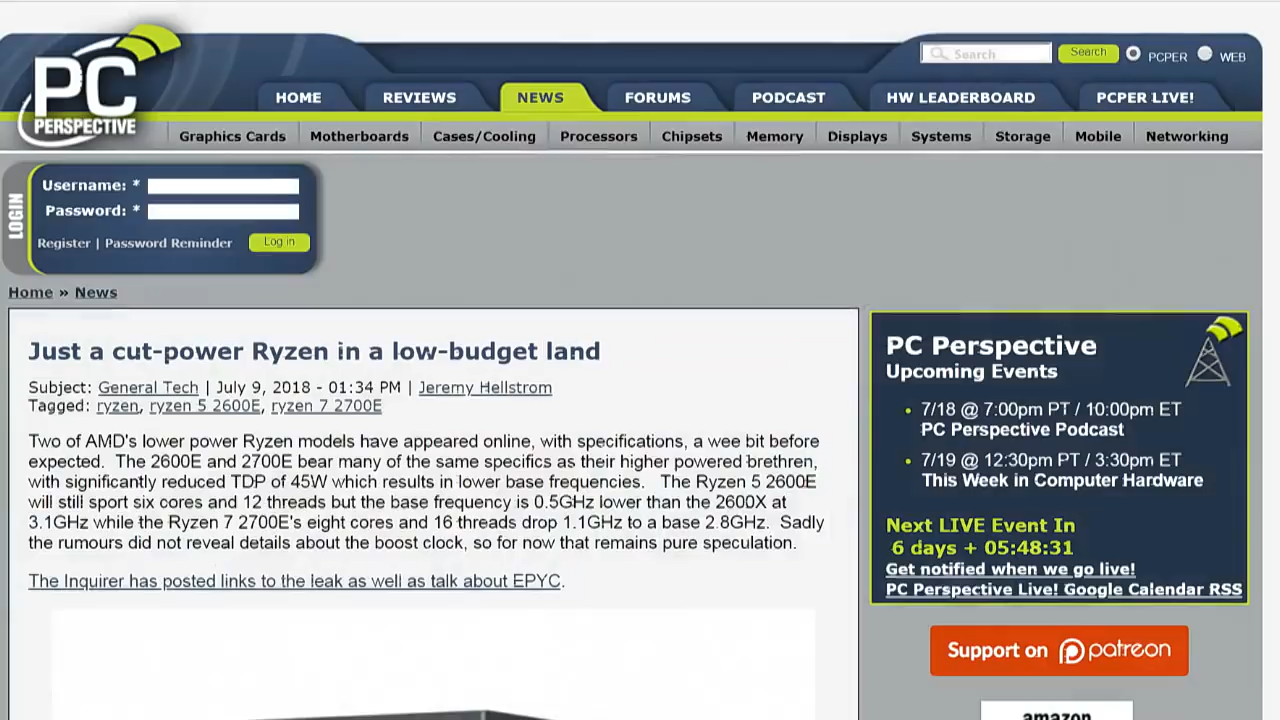 PC
PERSPECTIVE
Search
Search
PCPER
WEB
HOME
REVIEWS
NEWS
FORUMS
PODCAST
HW LEADERBOARD
PCPER LIVE!
Graphics Cards
Motherboards
Cases/Cooling
Processors
Chipsets
Memory
Displays
Systems
Storage
Mobile
Networking
LOGIN
Username: *
Password: *
Register | Password Reminder
Log in
Home » News
Just a cut-power Ryzen in a low-budget land
Subject: General Tech | July 9, 2018 - 01:34 PM | Jeremy Hellstrom
Tagged: ryzen, ryzen 5 2600E, ryzen 7 2700E
Two of AMD's lower power Ryzen models have appeared online, with specifications, a wee bit before
expected. The 2600E and 2700E bear many of the same specifics as their higher powered brethren,
with significantly reduced TDP of 45W which results in lower base frequencies. The Ryzen 5 2600E
will still sport six cores and 12 threads but the base frequency is 0.5GHz lower than the 2600X at
3.1GHz while the Ryzen 7 2700E's eight cores and 16 threads drop 1.1GHz to a base 2.8GHz. Sadly
the rumours did not reveal details about the boost clock, so for now that remains pure speculation.
The Inquirer has posted links to the leak as well as talk about EPYC.
PC Perspective
Upcoming Events
• 7/18 @ 7:00pm PT / 10:00pm ET
PC Perspective Podcast
• 7/19 @ 12:30pm PT / 3:30pm ET
This Week in Computer Hardware
Next LIVE Event In
6 days + 05:48:31
Get notified when we go live!
PC Perspective Live! Google Calendar RSS
Support on patreon
amazon